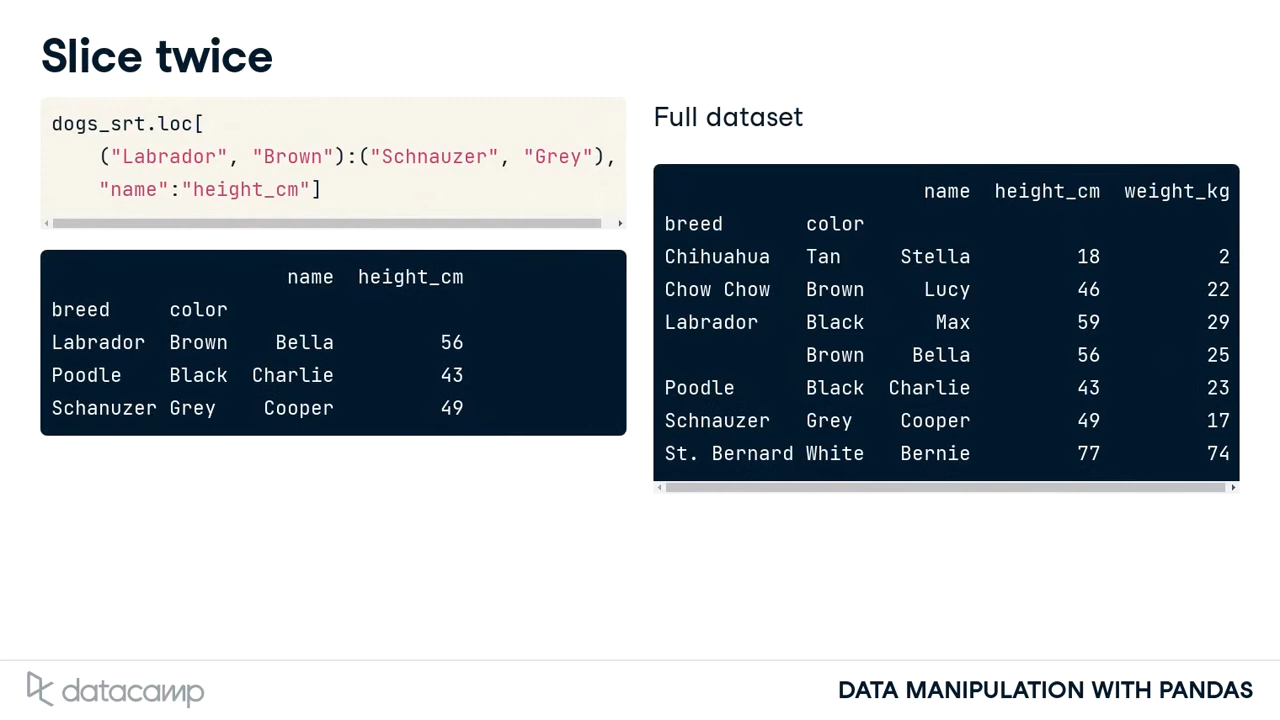 Slice twice
dogs_srt.loc[
("Labrador", "Brown"):("Schnauzer", "Grey"),
"name":"height_cm"]
name height_cm
breed color
Labrador Brown Bella 56
Poodle Black Charlie 43
Schanuzer Grey Cooper 49
Full dataset
name height_cm weight_kg
breed color
Chihuahua Tan Stella 18 2
Chow Chow Brown Lucy 46 22
Labrador Black Max 59 29
Brown Bella 56 25
Poodle Black Charlie 43 23
Schnauzer Grey Cooper 49 17
St. Bernard White Bernie 77 74
datacamp
DATA MANIPULATION WITH PANDAS